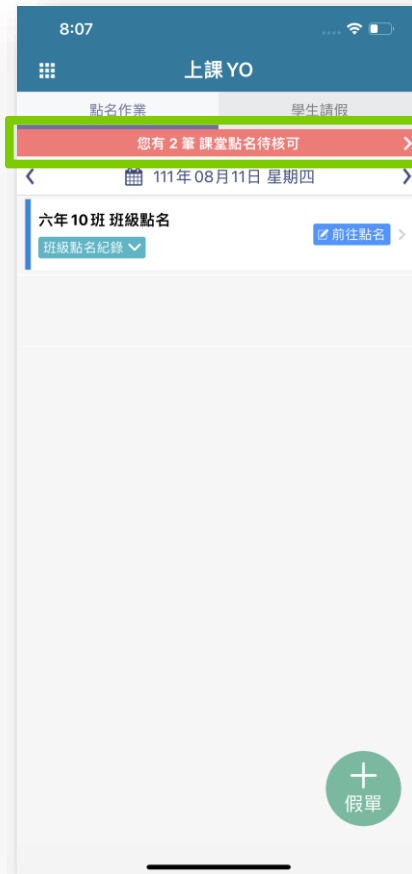 8:07
上課 YO
點名作業
學生請假
您有 2 筆 課堂點名待核可
111年 08月11日 星期四
六年 10 班 班級點名
班級點名紀錄
前往點名
假單